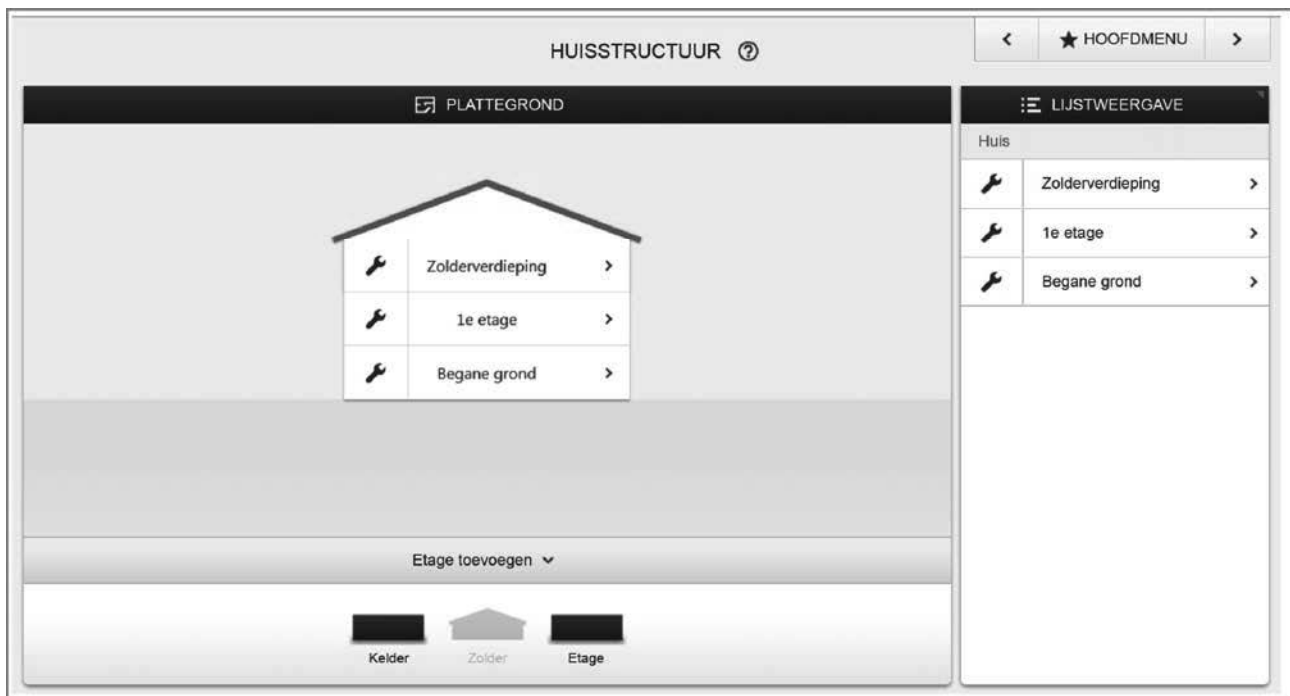 HUISSTRUCTUUR
HOOFDMENU
PLATTEGROND
Zolderverdieping
1e etage
Begane grond
Etage toevoegen
Kelder
Zolder
Etage
LIJSTWEERGAVE
Huis
Zolderverdieping
1e etage
Begane grond